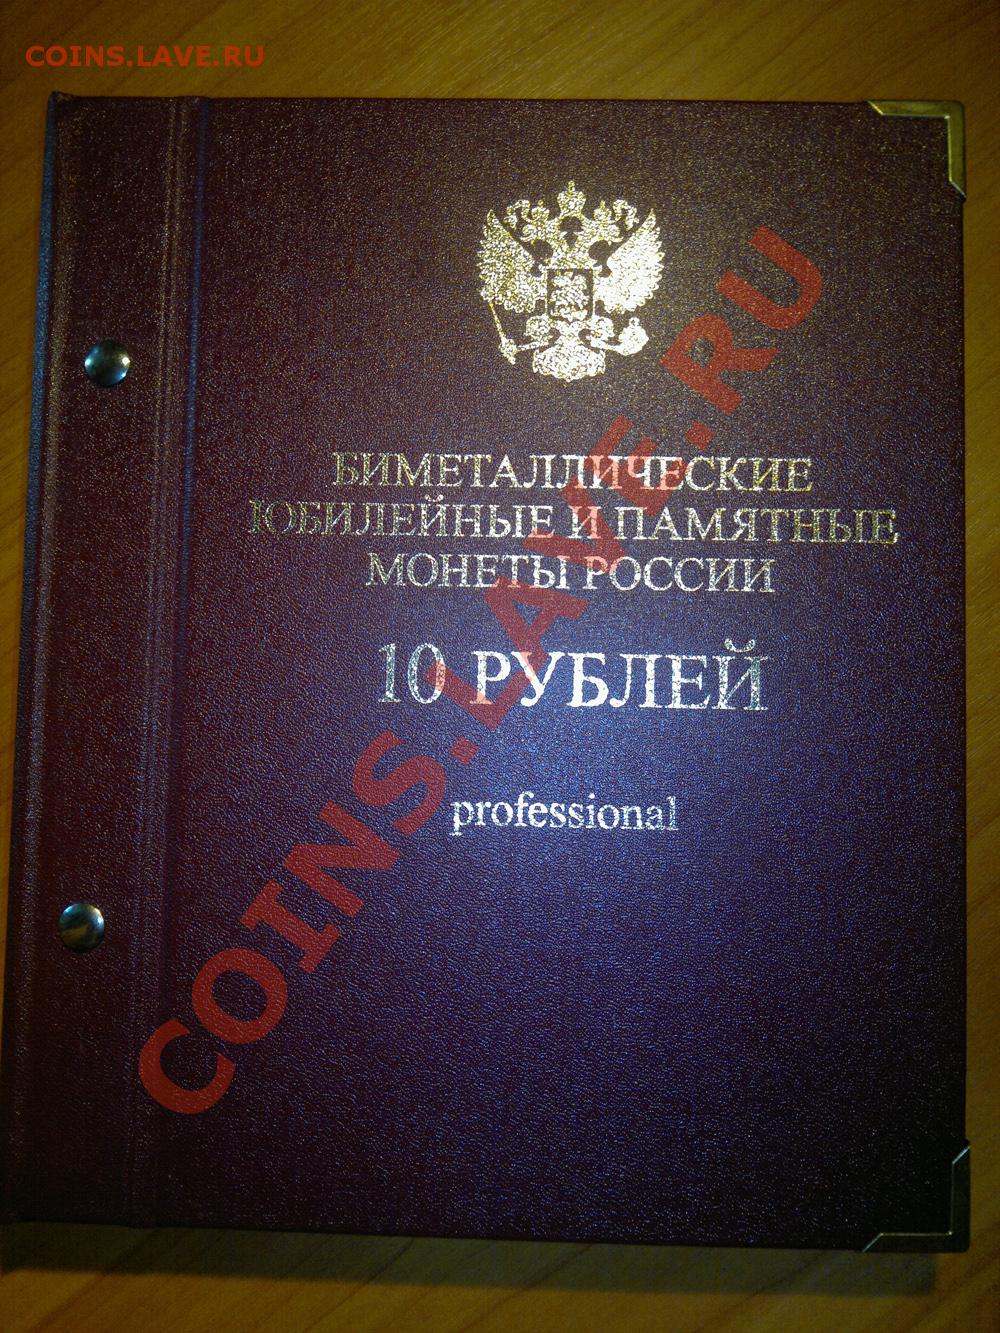 COINS.LAVE.RU
БИМЕТАЛЛИЧЕСКИЕ
ЮБИЛЕЙНЫЕ И ПАМЯТНЫЕ
МОНЕТЫ РОССИИ
10 РУБЛЕЙ
professional
COINS.LAVE.RU